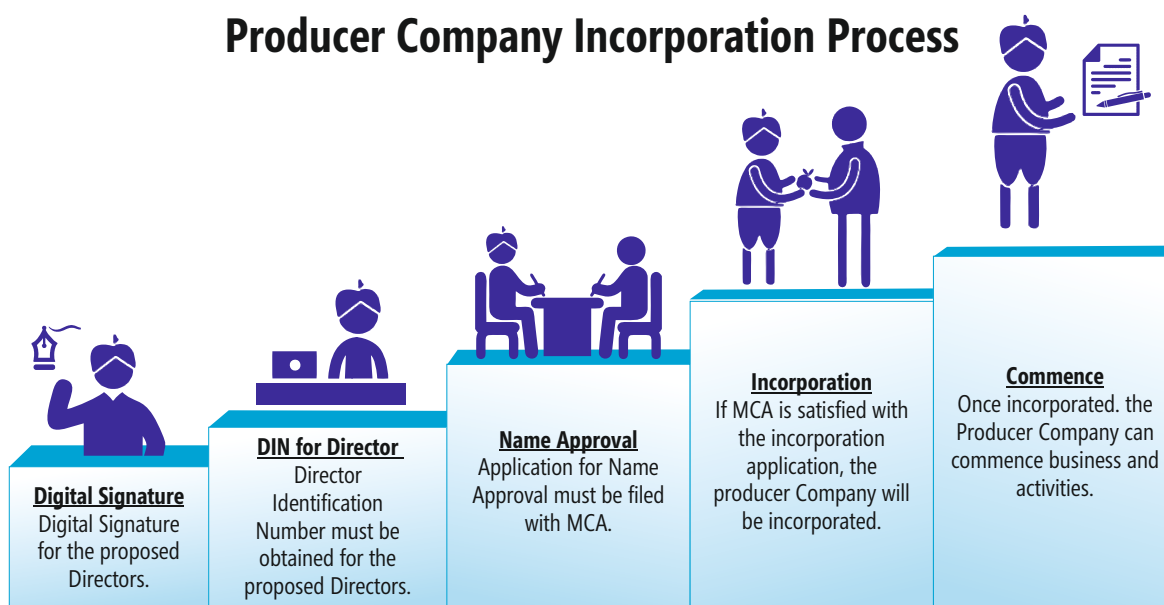 Producer Company Incorporation Process
Digital Signature
Digital Signature
for the proposed
Directors.
DIN for Director
Director
Identification
Number must be
obtained for the
proposed Directors.
Name Approval
Application for Name
Approval must be filed
with MCA.
Incorporation
If MCA is satisfied with
the incorporation
application, the
producer Company will
be incorporated.
Commence
Once incorporated. the
Producer Company can
commence business and
activities.